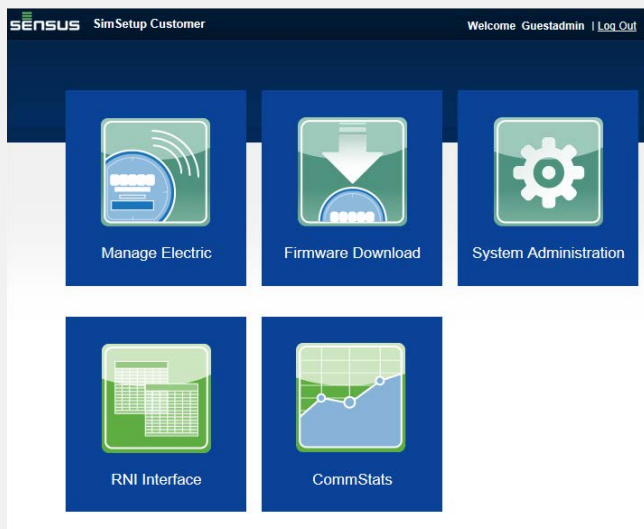 sensus SimSetup Customer Welcome Guestadmin | Log Out
Manage Electric Firmware Download System Administration
RNI Interface CommStats